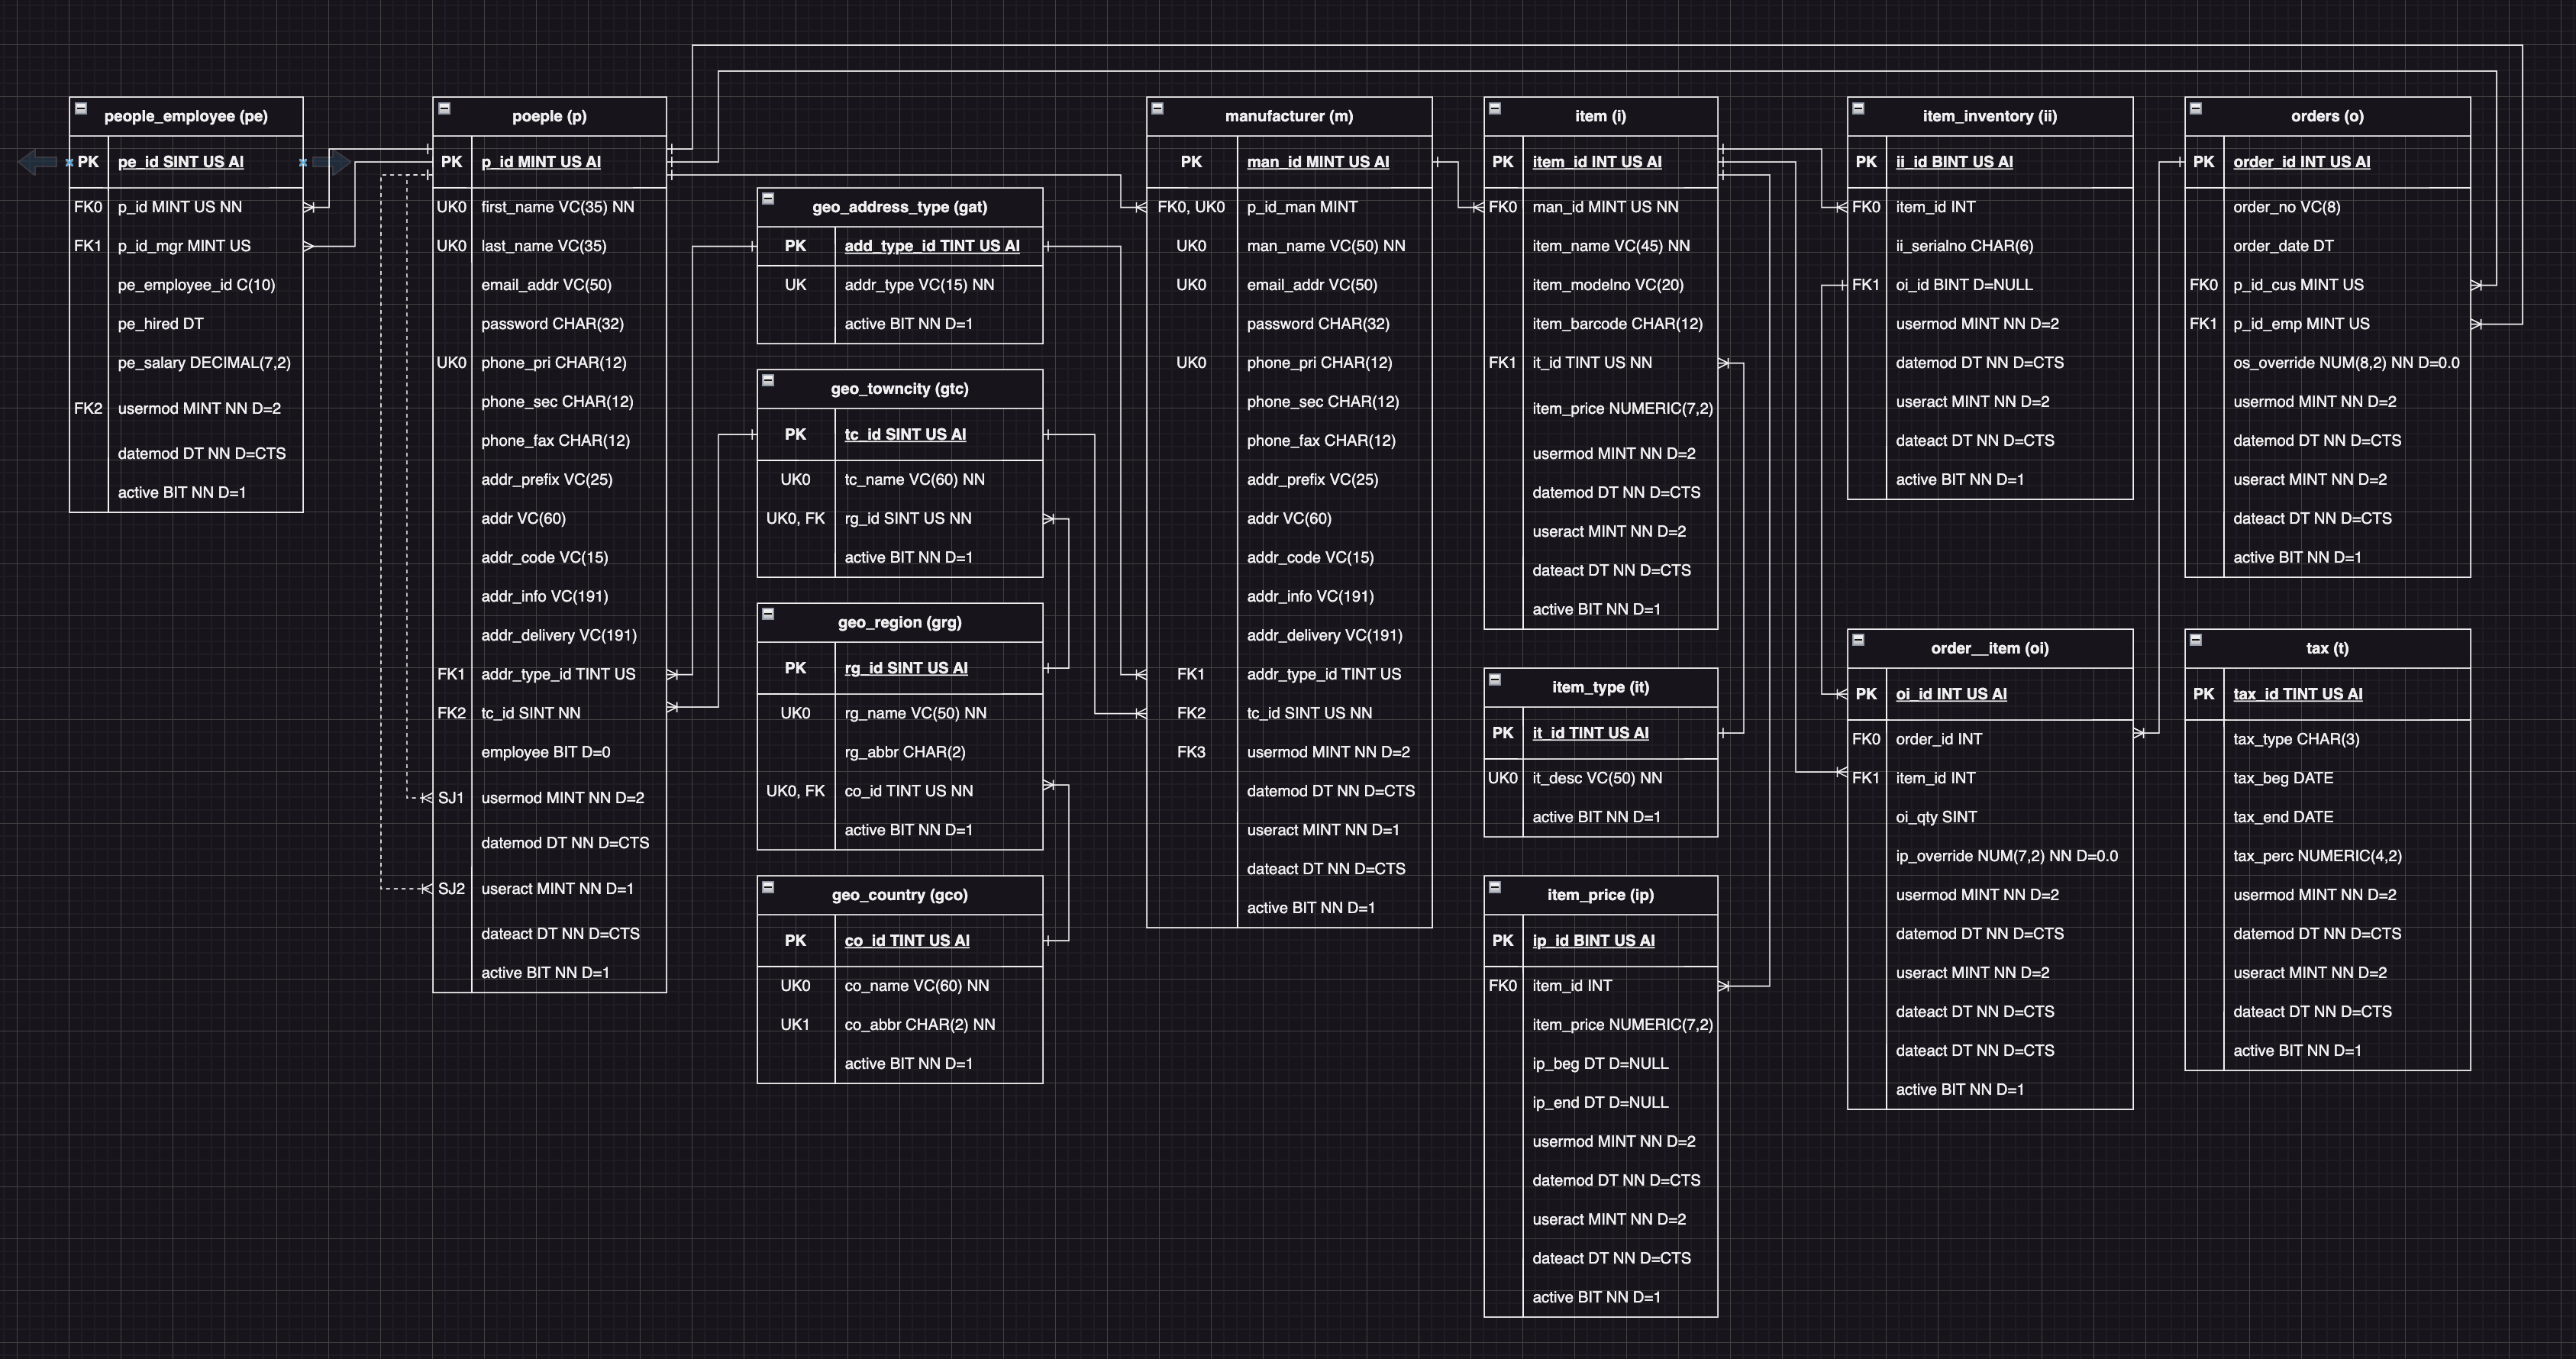 people_employee (pe)
PK pe_id SINT US AI
FK0 p_id MINT US NN
FK1 p_id_mgr MINT US
pe_employee_id C(10)
pe_hired DT
pe_salary DECIMAL(7,2)
FK2 usermod MINT NN D=2
datemod DT NN D=CTS
active BIT NN D=1
poeple (p)
PK p_id MINT US AI
UK0 first_name VC(35) NN
UK0 last_name VC(35)
email_addr VC(50)
password CHAR(32)
UK0 phone_pri CHAR(12)
phone_sec CHAR(12)
phone_fax CHAR(12)
addr_prefix VC(25)
addr VC(60)
addr_code VC(15)
addr_info VC(191)
addr_delivery VC(191)
FK1 addr_type_id TINT US
FK2 tc_id SINT NN
employee BIT D=0
SJ1 usermod MINT NN D=2
datemod DT NN D=CTS
SJ2 useract MINT NN D=1
dateact DT NN D=CTS
active BIT NN D=1
geo_address_type (gat)
PK add_type_id TINT US AI
UK addr_type VC(15) NN
active BIT NN D=1
geo_towncity (gtc)
PK tc_id SINT US AI
UK0 tc_name VC(60) NN
UK0, FK rg_id SINT US NN
active BIT NN D=1
geo_region (grg)
PK rg_id SINT US AI
UK0 rg_name VC(50) NN
rg_abbr CHAR(2)
UK0, FK co_id TINT US NN
active BIT NN D=1
geo_country (gco)
PK co_id TINT US AI
UK0 co_name VC(60) NN
UK1 co_abbr CHAR(2) NN
active BIT NN D=1
manufacturer (m)
PK man_id MINT US AI
FK0, UK0 p_id_man MINT
UK0 man_name VC(50) NN
UK0 email_addr VC(50)
password CHAR(32)
UK0 phone_pri CHAR(12)
phone_sec CHAR(12)
phone_fax CHAR(12)
addr_prefix VC(25)
addr VC(60)
addr_code VC(15)
addr_info VC(191)
addr_delivery VC(191)
FK1 addr_type_id TINT US
FK2 tc_id SINT US NN
FK3 usermod MINT NN D=2
datemod DT NN D=CTS
useract MINT NN D=1
dateact DT NN D=CTS
active BIT NN D=1
item (i)
PK item_id INT US AI
FK0 man_id MINT US NN
item_name VC(45) NN
item_modelno VC(20)
item_barcode CHAR(12)
FK1 it_id TINT US NN
item_price NUMERIC(7,2)
usermod MINT NN D=2
datemod DT NN D=CTS
useract MINT NN D=2
dateact DT NN D=CTS
active BIT NN D=1
item_type (it)
PK it_id TINT US AI
UK0 it_desc VC(50) NN
active BIT NN D=1
item_price (ip)
PK ip_id BINT US AI
FK0 item_id INT
item_price NUMERIC(7,2)
ip_beg DT D=NULL
ip_end DT D=NULL
usermod MINT NN D=2
datemod DT NN D=CTS
useract MINT NN D=2
dateact DT NN D=CTS
active BIT NN D=1
item_inventory (ii)
PK ii_id BINT US AI
FK0 item_id INT
ii_serialno CHAR(6)
FK1 oi_id BINT D=NULL
usermod MINT NN D=2
datemod DT NN D=CTS
useract MINT NN D=2
dateact DT NN D=CTS
active BIT NN D=1
order__item (oi)
PK oi_id INT US AI
FK0 order_id INT
FK1 item_id INT
oi_qty SINT
ip_override NUM(7,2) NN D=0.0
usermod MINT NN D=2
datemod DT NN D=CTS
useract MINT NN D=2
dateact DT NN D=CTS
dateact DT NN D=CTS
active BIT NN D=1
orders (o)
PK order_id INT US AI
order_no VC(8)
order_date DT
FK0 p_id_cus MINT US
FK1 p_id_emp MINT US
os_override NUM(8,2) NN D=0.0
usermod MINT NN D=2
datemod DT NN D=CTS
useract MINT NN D=2
dateact DT NN D=CTS
active BIT NN D=1
tax (t)
PK tax_id TINT US AI
tax_type CHAR(3)
tax_beg DATE
tax_end DATE
tax_perc NUMERIC(4,2)
usermod MINT NN D=2
datemod DT NN D=CTS
useract MINT NN D=2
dateact DT NN D=CTS
active BIT NN D=1